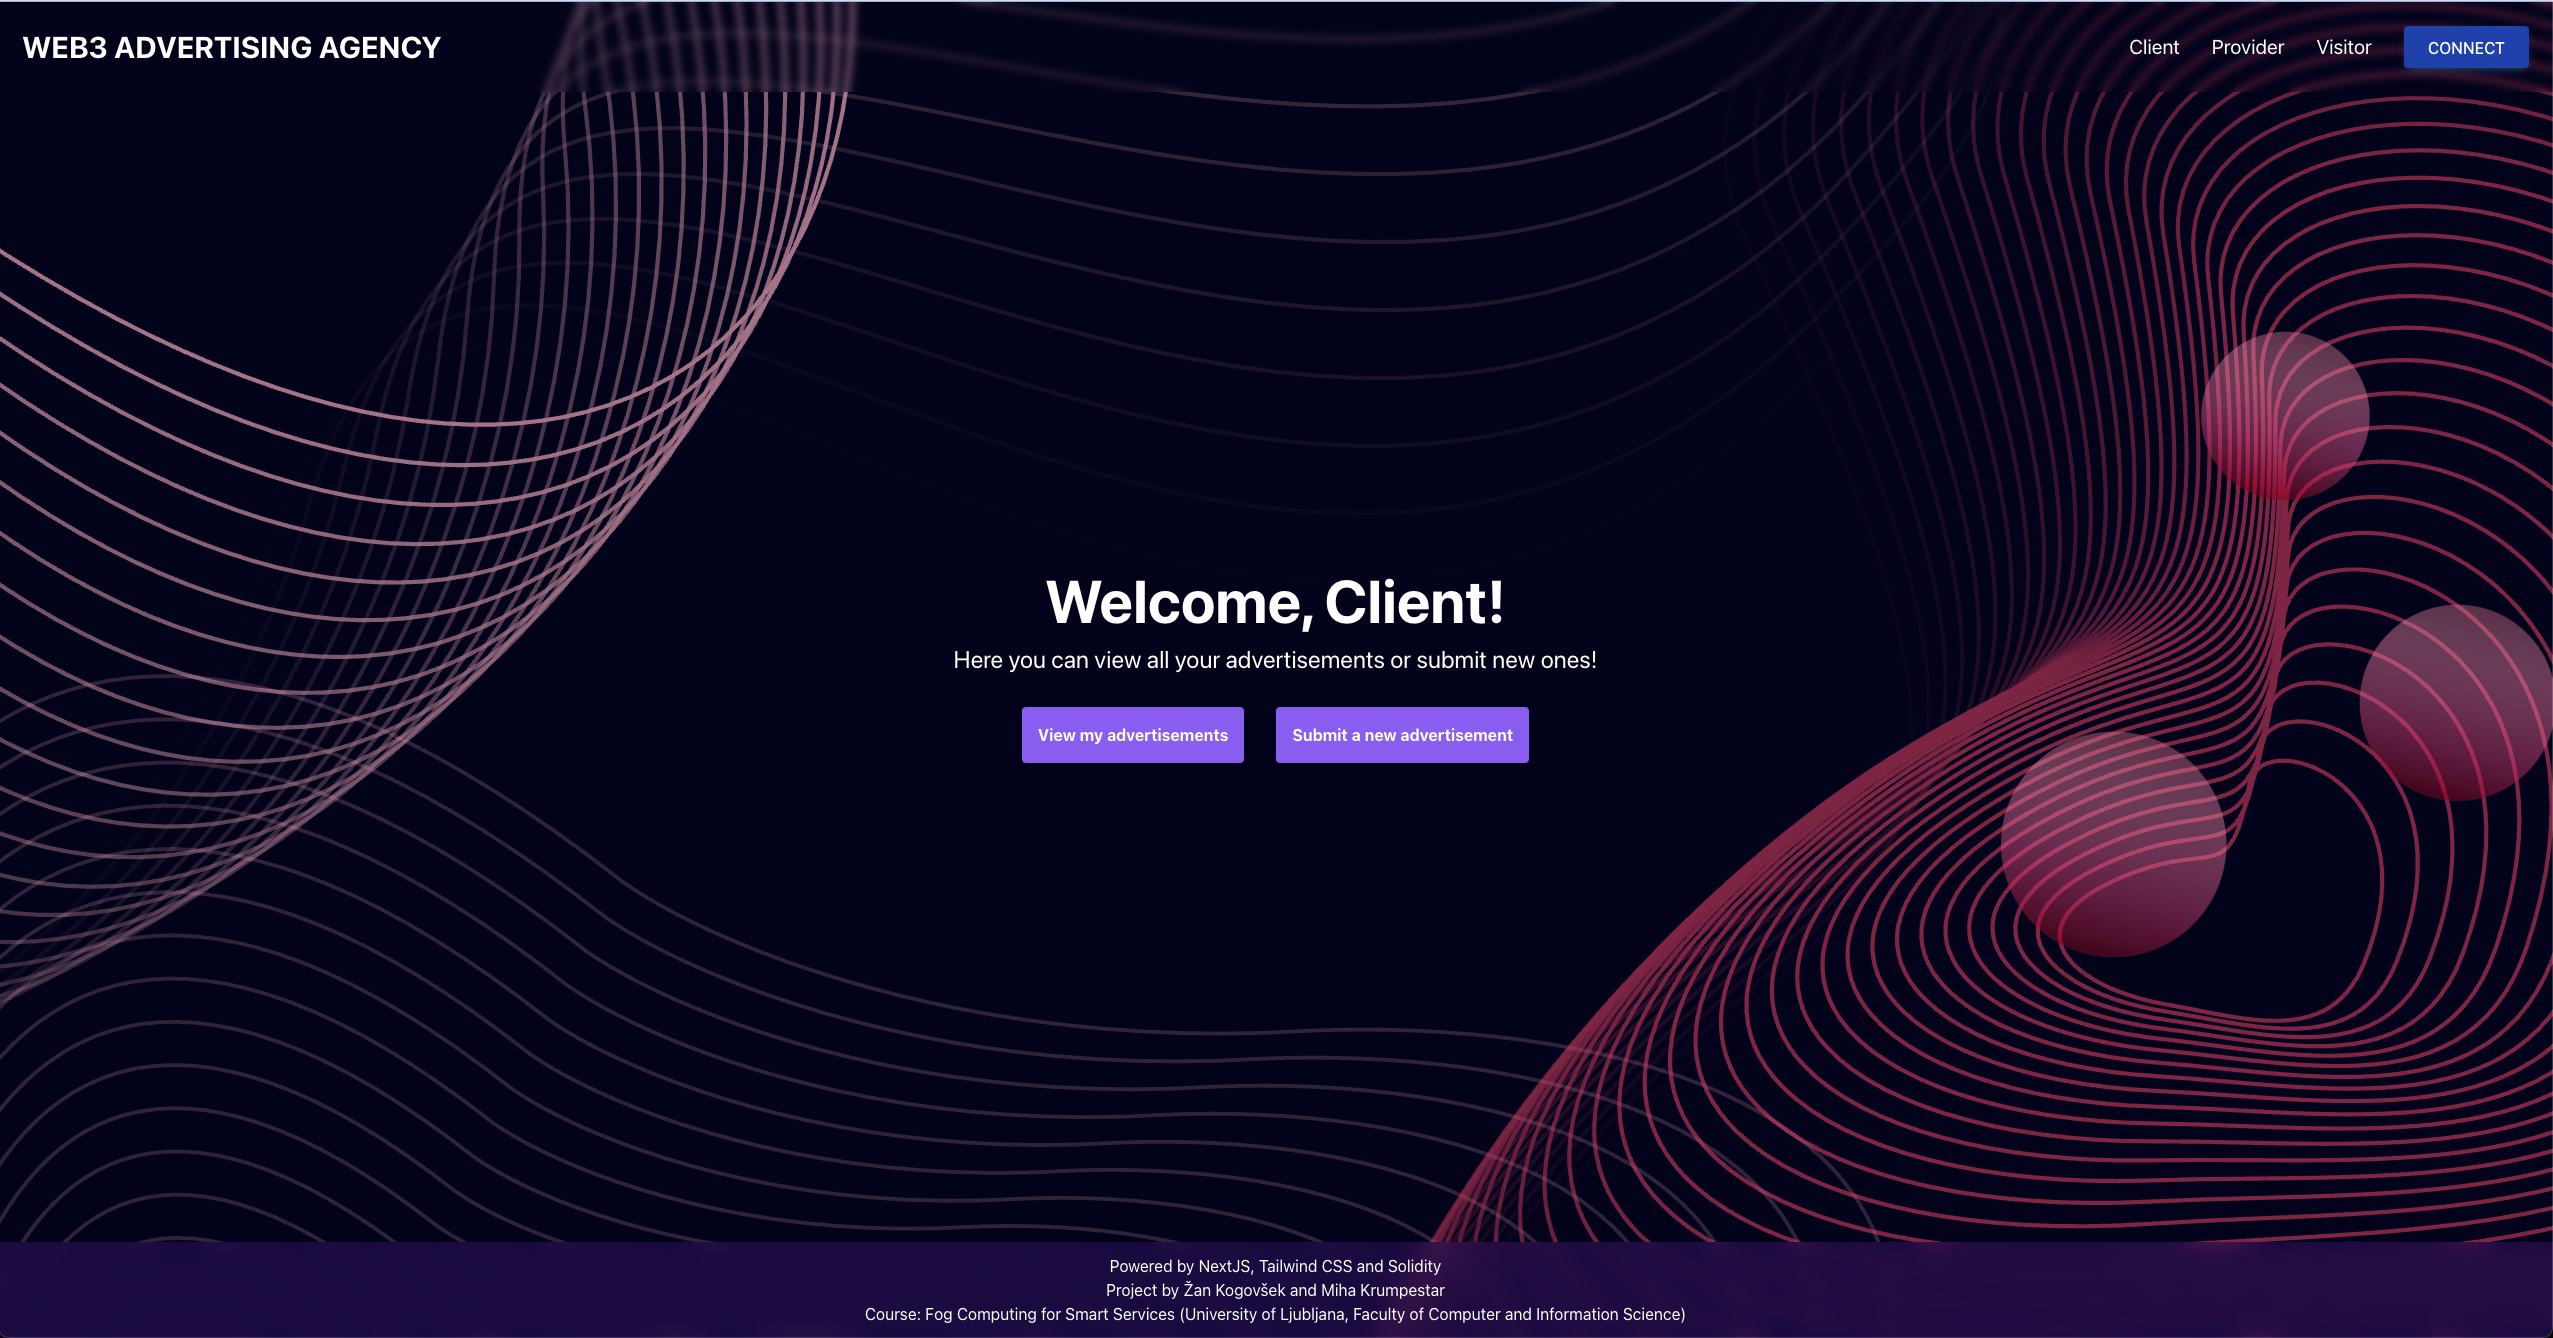 WEB3 ADVERTISING AGENCY
Client
Provider
Visitor
CONNECT
Welcome, Client!
Here you can view all your advertisements or submit new ones!
View my advertisements
Submit a new advertisement
Powered by NextJS, Tailwind CSS and Solidity
Project by Žan Kogovšek and Miha Krumpestar
Course: Fog Computing for Smart Services (University of Ljubljana, Faculty of Computer and Information Science)